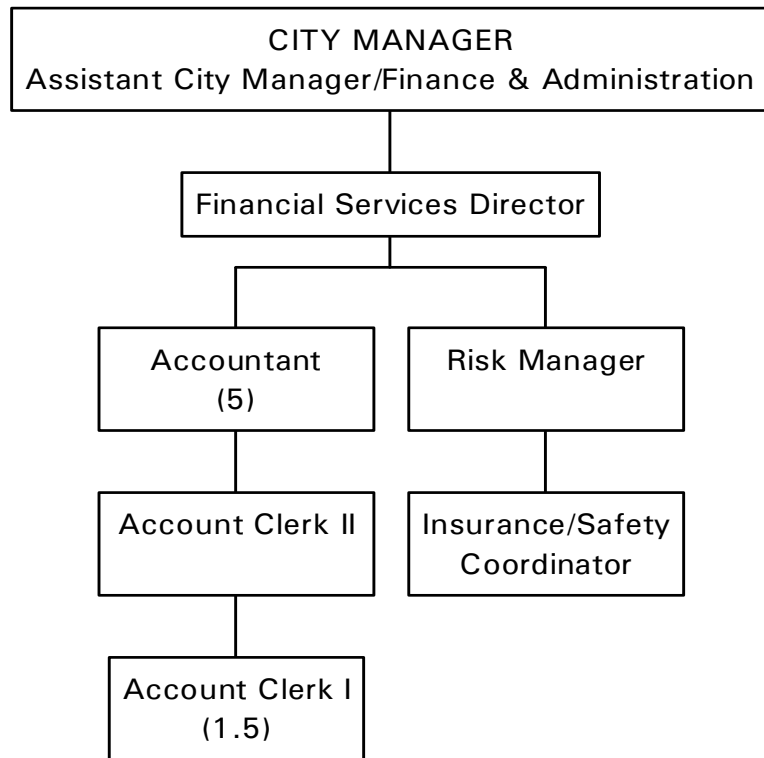 CITY MANAGER
Assistant City Manager/Finance & Administration
Financial Services Director
Accountant
(5)
Risk Manager
Account Clerk II
Insurance/Safety
Coordinator
Account Clerk I
(1.5)